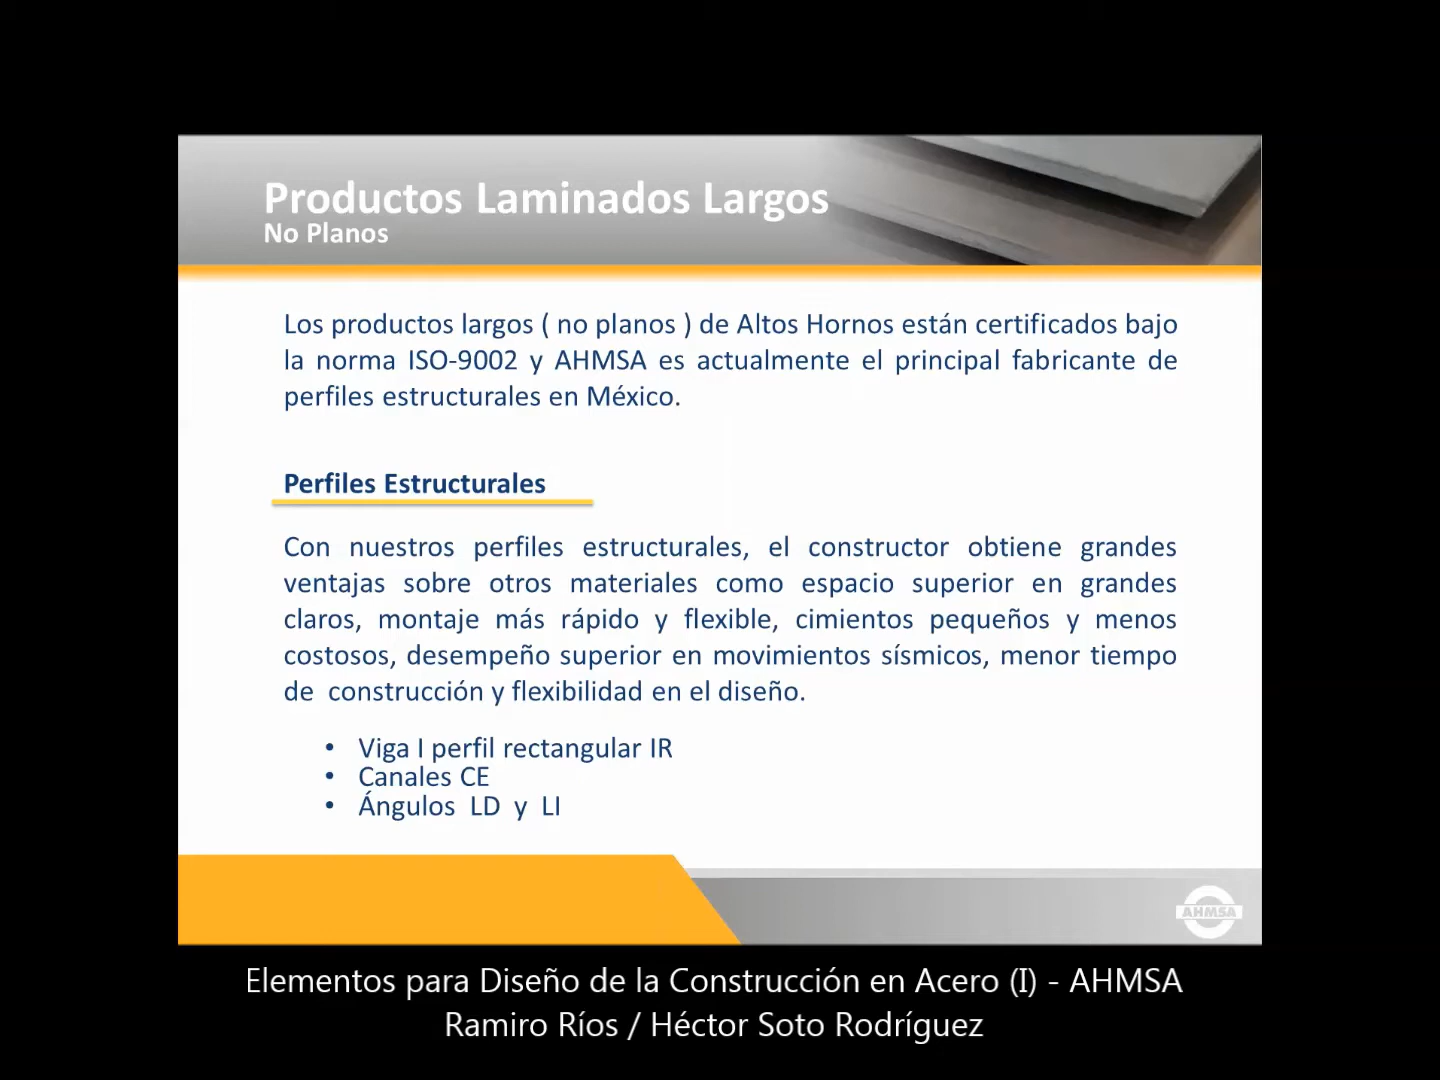 Productos Laminados Largos
No Planos
Los productos largos ( no planos ) de Altos Hornos están certificados bajo
la norma ISO-9002 y AHMSA es actualmente el principal fabricante de
perfiles estructurales en México.
Perfiles Estructurales
Con nuestros perfiles estructurales, el constructor obtiene grandes
ventajas sobre otros materiales como espacio superior en grandes
claros, montaje más rápido y flexible, cimientos pequeños y menos
costosos, desempeño superior en movimientos sísmicos, menor tiempo
de construcción y flexibilidad en el diseño.
• Viga I perfil rectangular IR
• Canales CE
• Ángulos LD y LI
AHMSA
Elementos para Diseño de la Construcción en Acero (I) - AHMSA
Ramiro Ríos / Héctor Soto Rodríguez